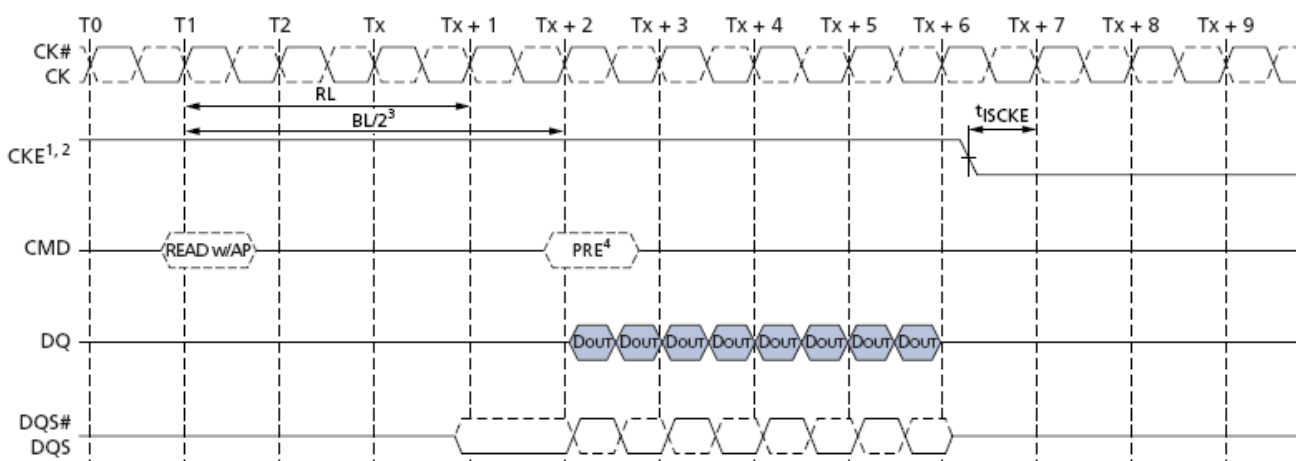 T0 T1 T2 Tx Tx + 1 Tx + 2 Tx + 3 Tx + 4 Tx + 5 Tx + 6 Tx + 7 Tx + 8 Tx + 9
CK#
CK
RL
BL/2³
tISCKE
CKE¹, ²
CMD READ w/AP PRE⁴
DQ DOUT DOUT DOUT DOUT DOUT DOUT DOUT DOUT
DQS#
DQS